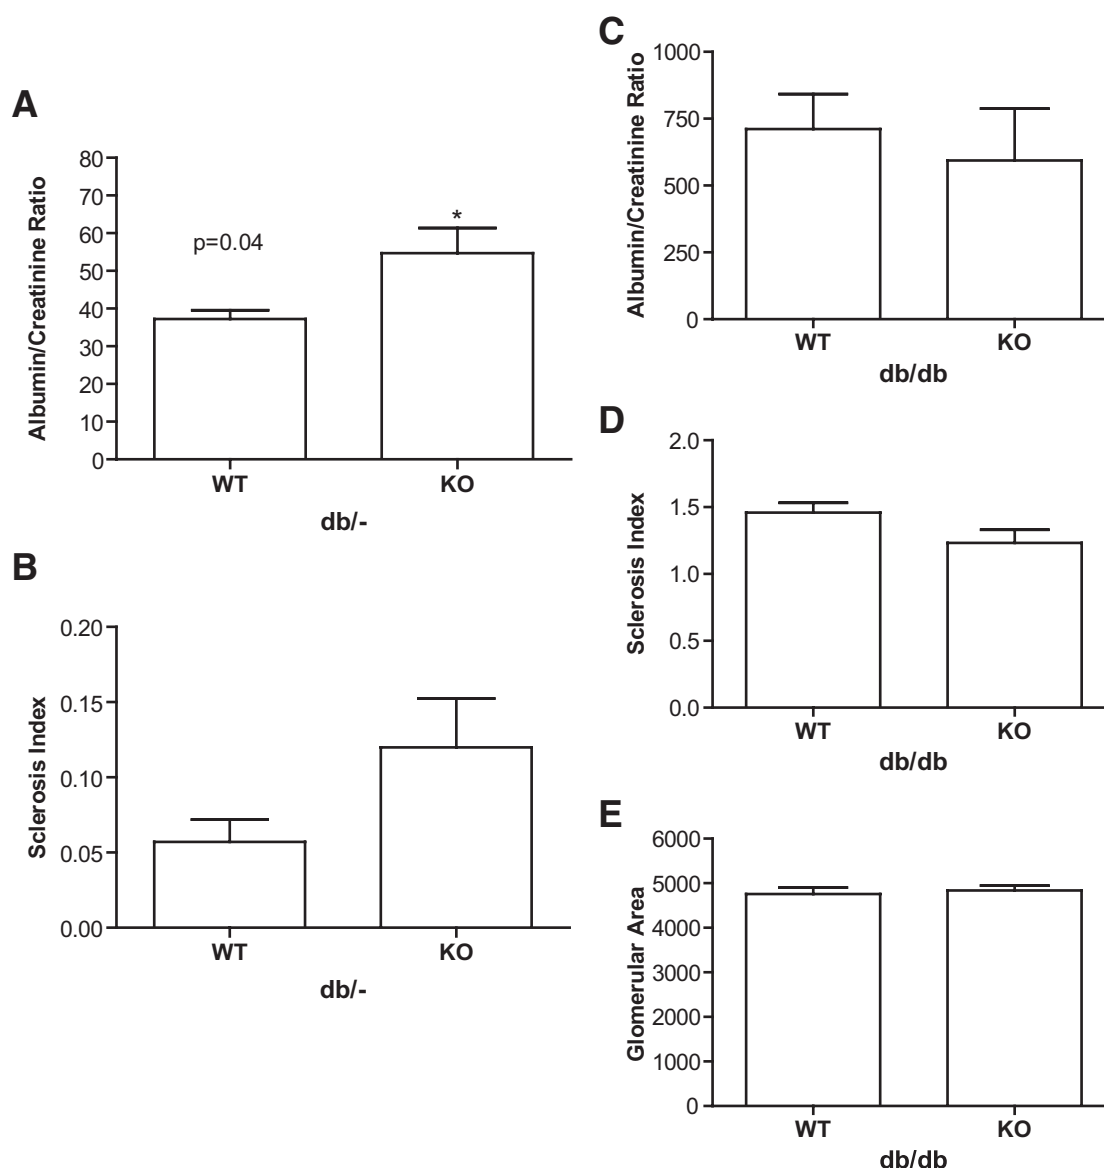 A
Albumin/Creatinine Ratio
80
70
60
50
40
30
20
10
0
p=0.04
*
WT KO
db/-
B
Sclerosis Index
0.20
0.15
0.10
0.05
0.00
WT KO
db/-
C
Albumin/Creatinine Ratio
1000
750
500
250
0
WT KO
db/db
D
Sclerosis Index
2.0
1.5
1.0
0.5
0.0
WT KO
db/db
E
Glomerular Area
6000
5000
4000
3000
2000
1000
0
WT KO
db/db